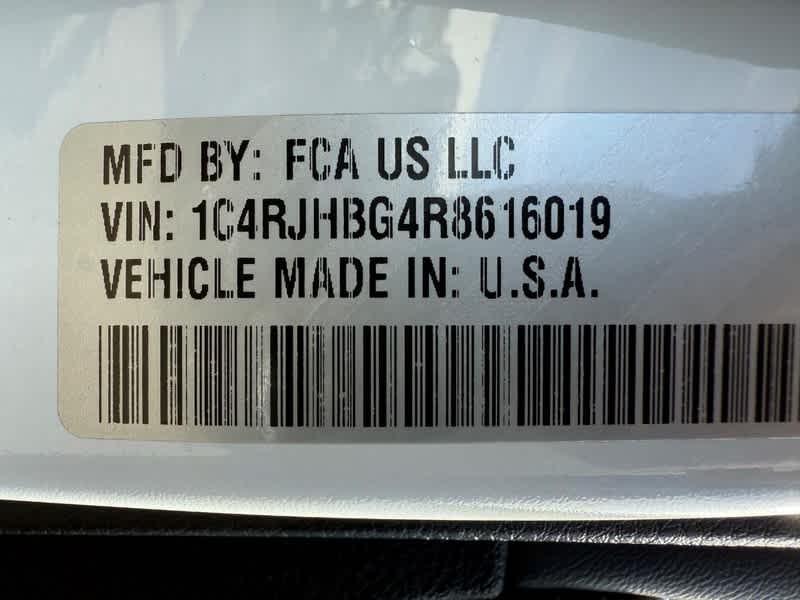 MFD BY: FCA US LLC
VIN: 1C4RJHBG4R8616019
VEHICLE MADE IN: U.S.A.